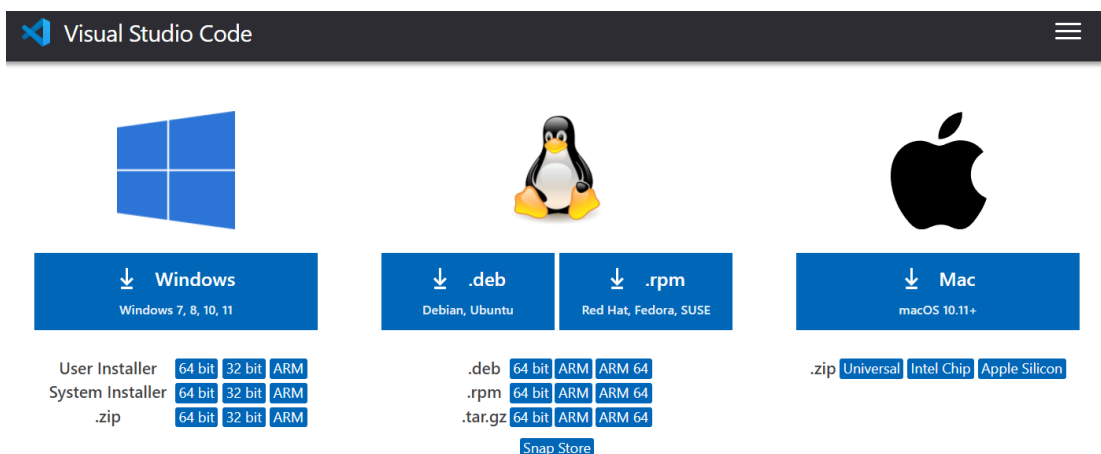 Visual Studio Code
Windows
Windows 7, 8, 10, 11
User Installer 64 bit 32 bit ARM
System Installer 64 bit 32 bit ARM
.zip 64 bit 32 bit ARM
.deb
Debian, Ubuntu
.rpm
Red Hat, Fedora, SUSE
.deb 64 bit ARM ARM 64
.rpm 64 bit ARM ARM 64
.tar.gz 64 bit ARM ARM 64
Snap Store
Mac
macOS 10.11+
.zip Universal Intel Chip Apple Silicon